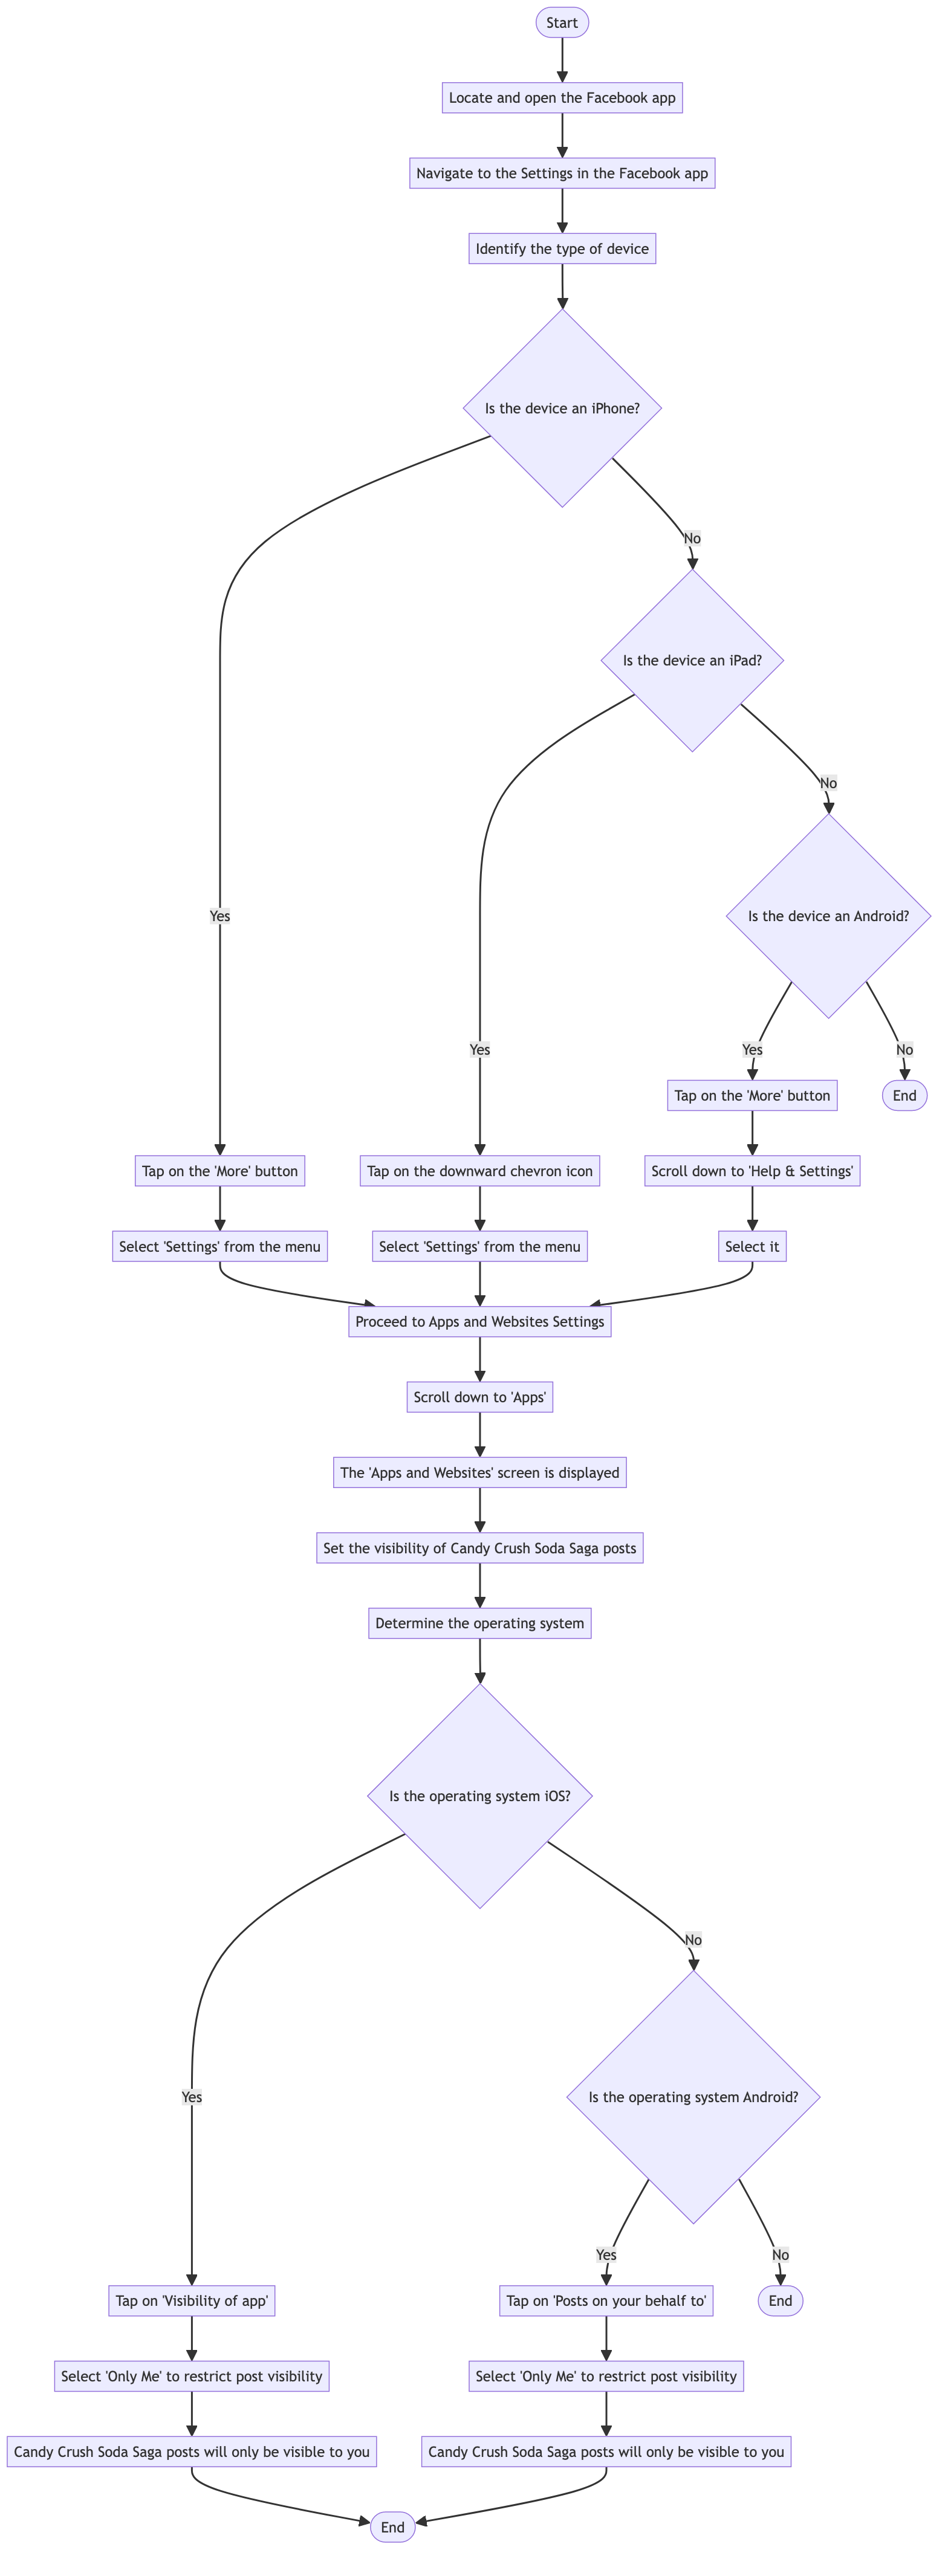 Start
Locate and open the Facebook app
Navigate to the Settings in the Facebook app
Identify the type of device
Is the device an iPhone?
No
Is the device an iPad?
No
Yes
Is the device an Android?
Yes
Yes
No
Tap on the 'More' button
End
Tap on the 'More' button
Tap on the downward chevron icon
Scroll down to 'Help & Settings'
Select 'Settings' from the menu
Select 'Settings' from the menu
Select it
Proceed to Apps and Websites Settings
Scroll down to 'Apps'
The 'Apps and Websites' screen is displayed
Set the visibility of Candy Crush Soda Saga posts
Determine the operating system
Is the operating system iOS?
No
Yes
Is the operating system Android?
Yes
No
Tap on 'Visibility of app'
Tap on 'Posts on your behalf to'
End
Select 'Only Me' to restrict post visibility
Select 'Only Me' to restrict post visibility
Candy Crush Soda Saga posts will only be visible to you
Candy Crush Soda Saga posts will only be visible to you
End